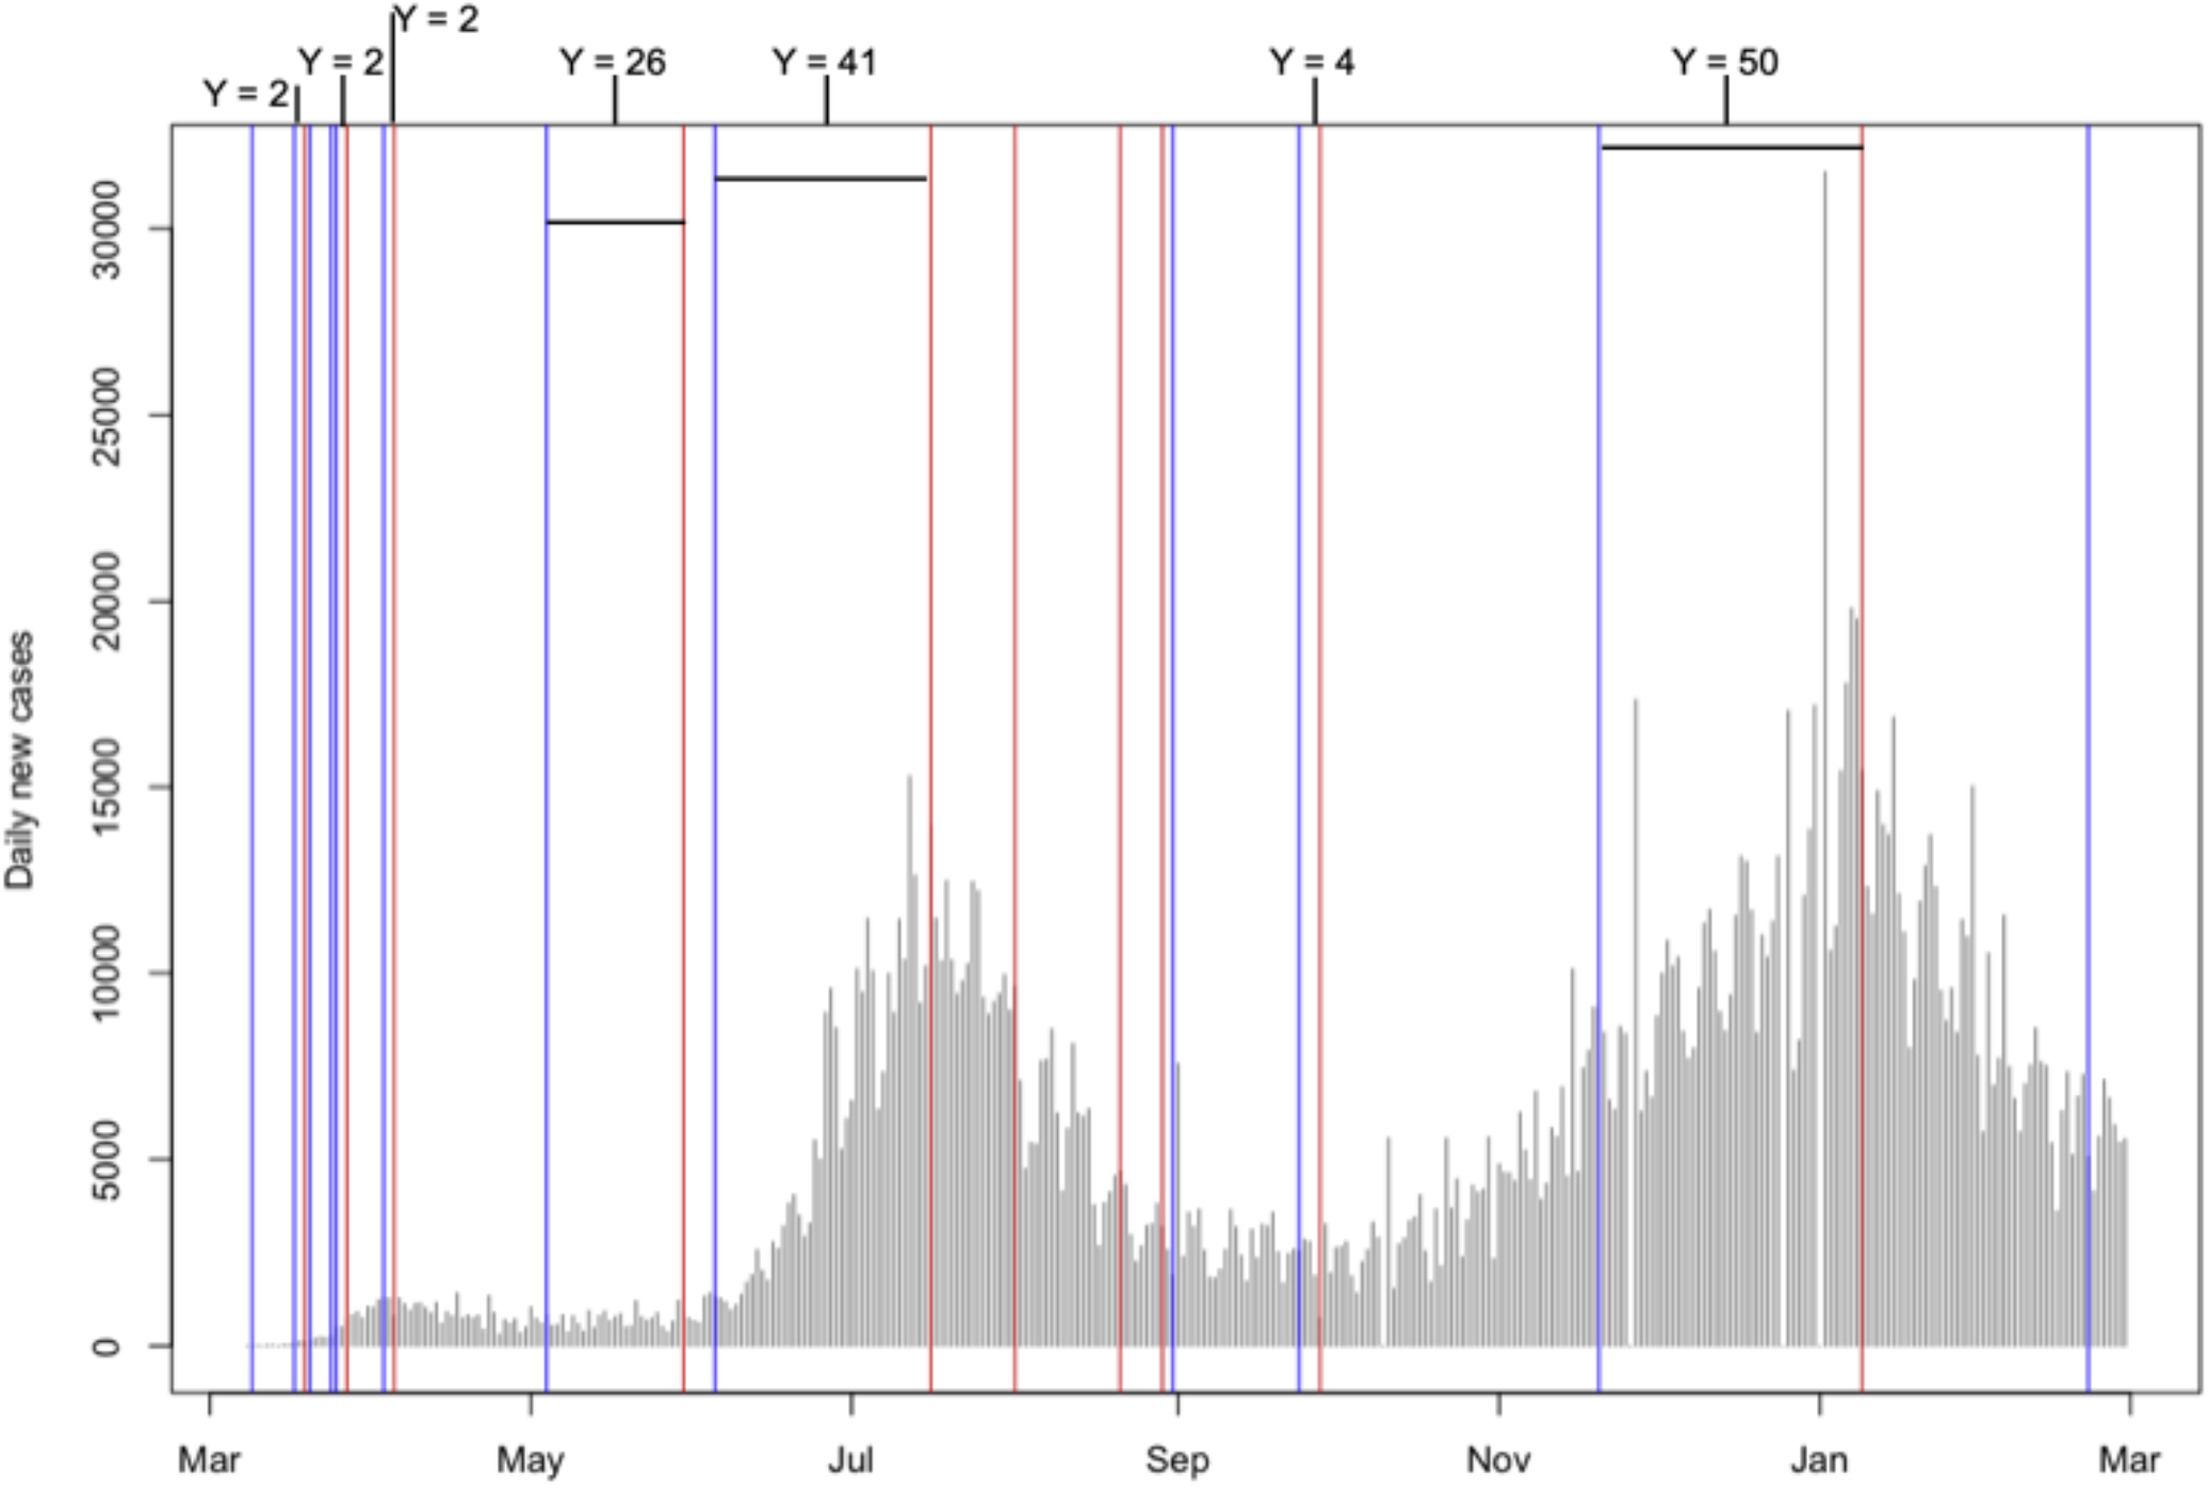 Y = 2
Y = 2
Y = 2
Y = 26
Y = 41
Y = 4
Y = 50
Daily new cases
30000
25000
20000
15000
10000
5000
0
Mar
May
Jul
Sep
Nov
Jan
Mar